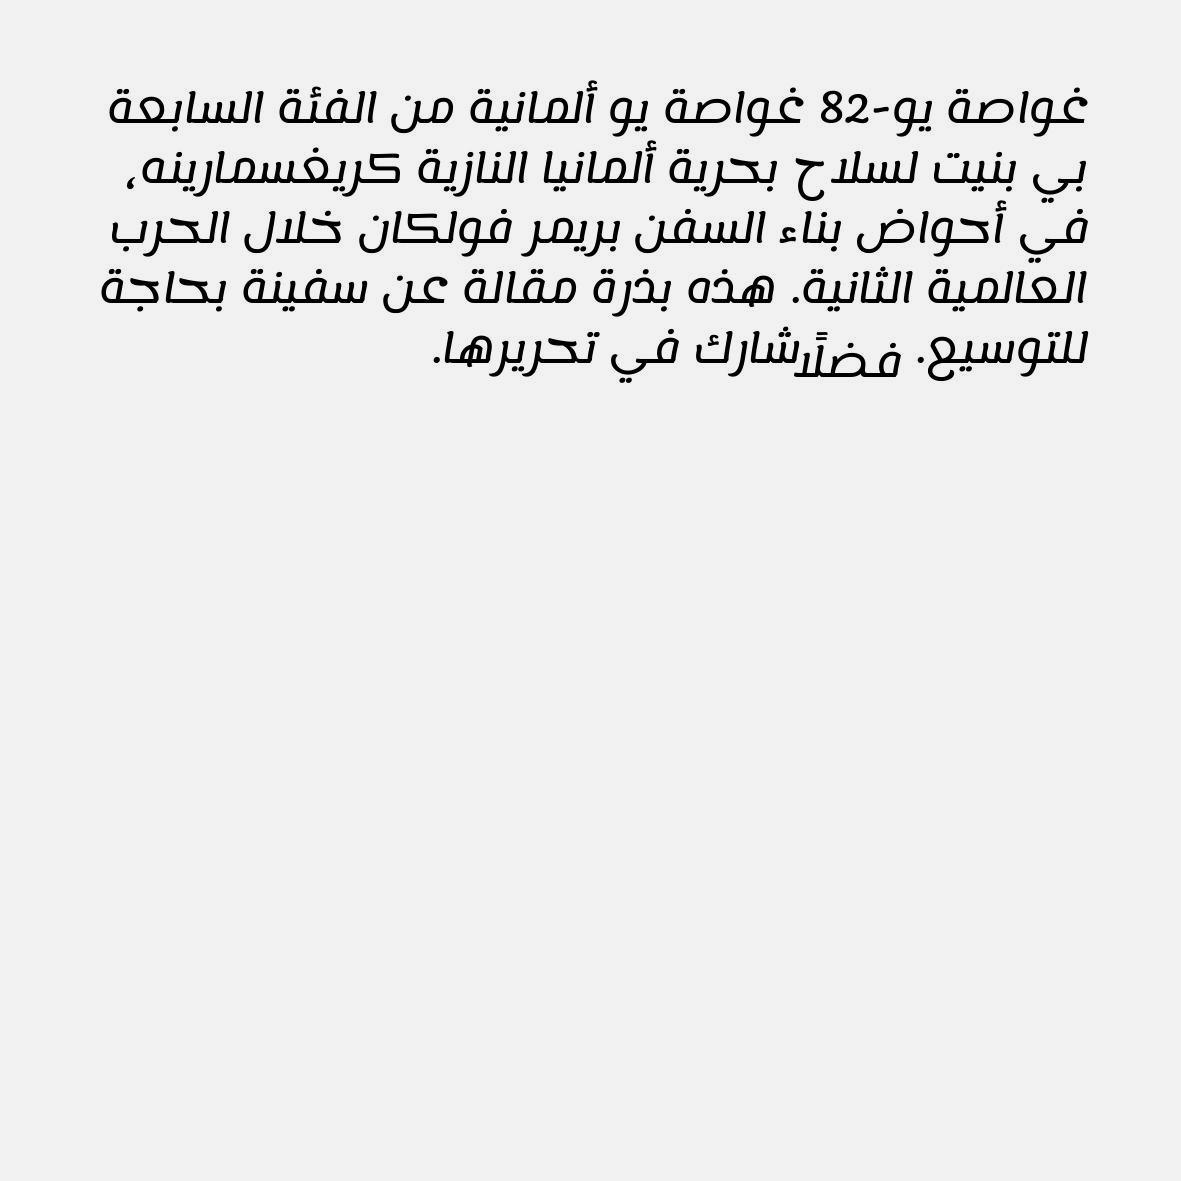 غواصة يو-82 غواصة يو ألمانية من الفئة السابعة
بي بنيت لسلاح بحرية ألمانيا النازية كريغسمارينه،
في أحواض بناء السفن بريمر فولكان خلال الحرب
العالمية الثانية. هذه بذرة مقالة عن سفينة بحاجة
للتوسيع. فضلًا شارك في تحريرها.